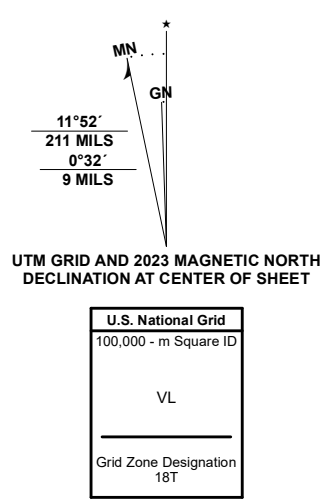 ★
MN
GN
11°52´
211 MILS
0°32´
9 MILS
UTM GRID AND 2023 MAGNETIC NORTH
DECLINATION AT CENTER OF SHEET
U.S. National Grid
100,000 - m Square ID
VL
Grid Zone Designation
18T